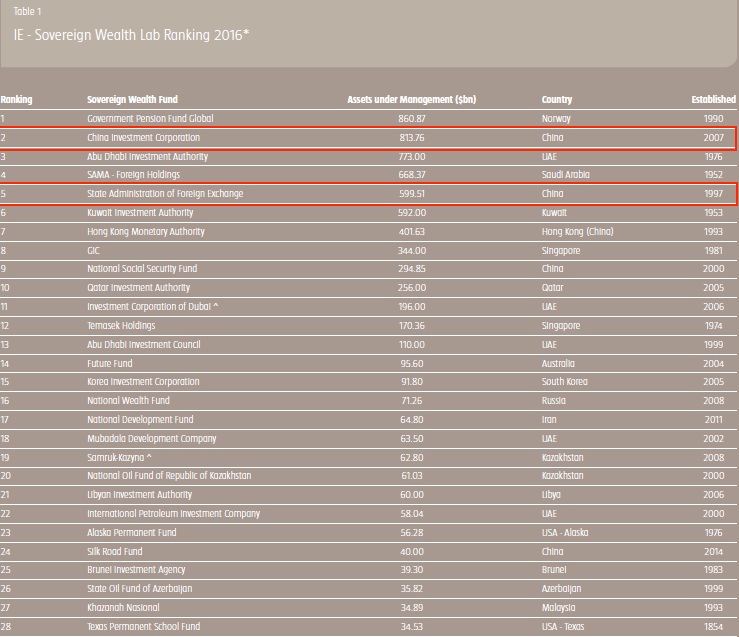 Table 1
IE - Sovereign Wealth Lab Ranking 2016*
Ranking Sovereign Wealth Fund Assets under Management ($bn) Country Established
1 Government Pension Fund Global 860.87 Norway 1990
2 China Investment Corporation 813.76 China 2007
3 Abu Dhabi Investment Authority 773.00 UAE 1976
4 SAMA - Foreign Holdings 668.37 Saudi Arabia 1952
5 State Administration of Foreign Exchange 599.51 China 1997
6 Kuwait Investment Authority 592.00 Kuwait 1953
7 Hong Kong Monetary Authority 401.63 Hong Kong (China) 1993
8 GIC 344.00 Singapore 1981
9 National Social Security Fund 294.85 China 2000
10 Qatar Investment Authority 256.00 Qatar 2005
11 Investment Corporation of Dubai ^ 196.00 UAE 2006
12 Temasek Holdings 170.36 Singapore 1974
13 Abu Dhabi Investment Council 110.00 UAE 1999
14 Future Fund 95.60 Australia 2004
15 Korea Investment Corporation 91.80 South Korea 2005
16 National Wealth Fund 71.26 Russia 2008
17 National Development Fund 64.80 Iran 2011
18 Mubadala Development Company 63.50 UAE 2002
19 Samruk-Kazyna ^ 62.80 Kazakhstan 2008
20 National Oil Fund of Republic of Kazakhstan 61.03 Kazakhstan 2000
21 Libyan Investment Authority 60.00 Libya 2006
22 International Petroleum Investment Company 58.04 UAE 2000
23 Alaska Permanent Fund 56.28 USA - Alaska 1976
24 Silk Road Fund 40.00 China 2014
25 Brunei Investment Agency 39.30 Brunei 1983
26 State Oil Fund of Azerbaijan 35.82 Azerbaijan 1999
27 Khazanah Nasional 34.89 Malaysia 1993
28 Texas Permanent School Fund 34.53 USA - Texas 1854